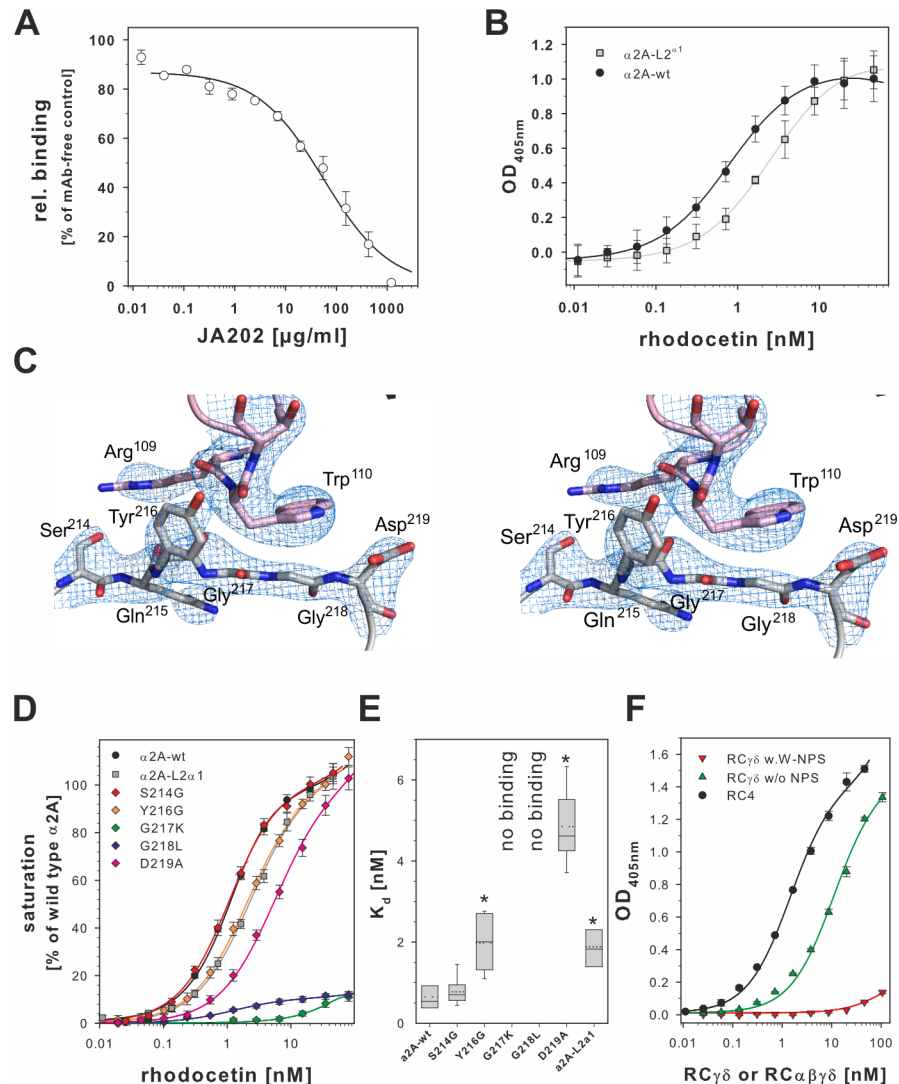 A
rel. binding
[% of mAb-free control]
100
80
60
40
20
0
0.01 0.1 1 10 100 1000
JA202 [µg/ml]
B
α2A-L2^α1
α2A-wt
OD405nm
1.2
1.0
0.8
0.6
0.4
0.2
0.0
0.01 0.1 1 10
rhodocetin [nM]
C
Arg109
Trp110
Tyr216
Ser214
Asp219
Gln215
Gly217
Gly218
Arg109
Trp110
Tyr216
Ser214
Asp219
Gln215
Gly217
Gly218
D
α2A-wt
α2A-L2α1
S214G
Y216G
G217K
G218L
D219A
saturation
[% of wild type α2A]
100
80
60
40
20
0
0.01 0.1 1 10
rhodocetin [nM]
E
Kd [nM]
6
4
2
0
no binding
no binding
*
*
*
a2A-wt
S214G
Y216G
G217K
G218L
D219A
a2A-L2a1
F
RCγδ w.W-NPS
RCγδ w/o NPS
RC4
OD405nm
1.6
1.4
1.2
1.0
0.8
0.6
0.4
0.2
0.0
0.01 0.1 1 10 100
RCγδ or RCαβγδ [nM]